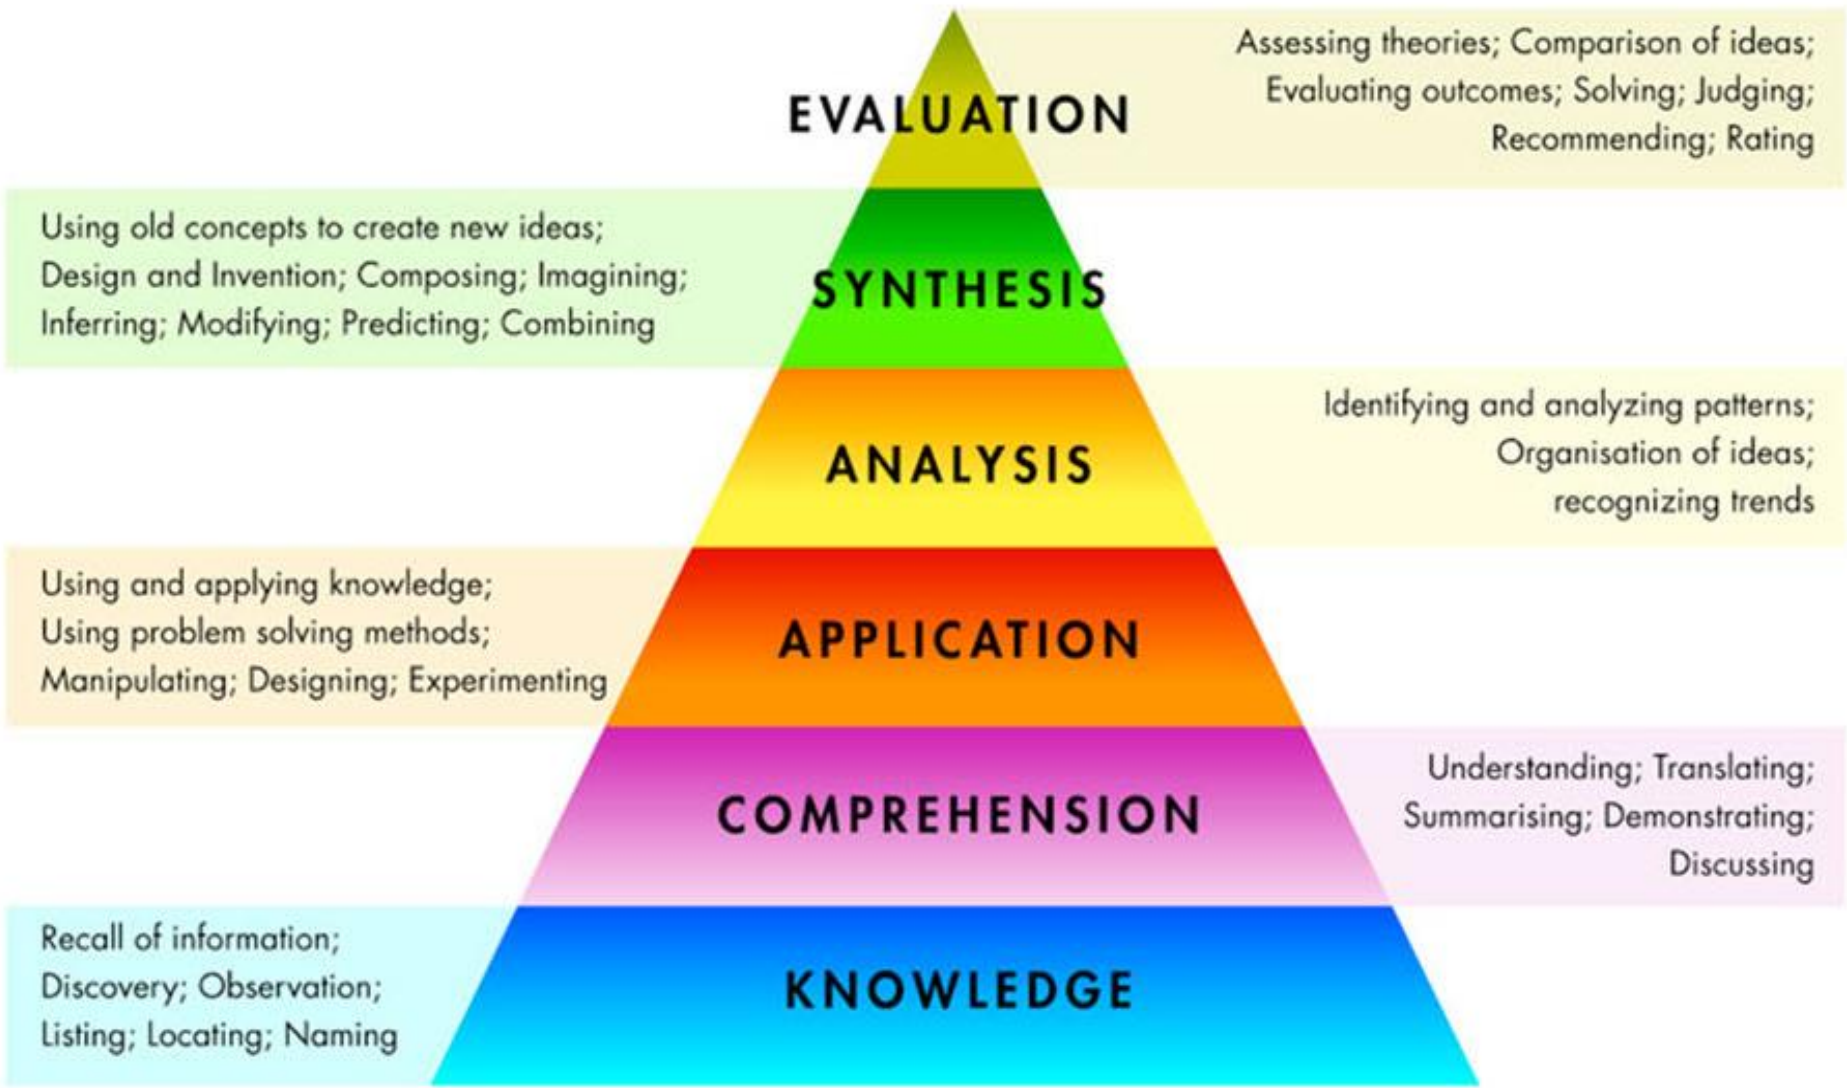 Assessing theories; Comparison of ideas;
Evaluating outcomes; Solving; Judging;
Recommending; Rating
EVALUATION
Using old concepts to create new ideas;
Design and Invention; Composing; Imagining;
Inferring; Modifying; Predicting; Combining
SYNTHESIS
Identifying and analyzing patterns;
Organisation of ideas;
recognizing trends
ANALYSIS
Using and applying knowledge;
Using problem solving methods;
Manipulating; Designing; Experimenting
APPLICATION
Understanding; Translating;
Summarising; Demonstrating;
Discussing
COMPREHENSION
Recall of information;
Discovery; Observation;
Listing; Locating; Naming
KNOWLEDGE